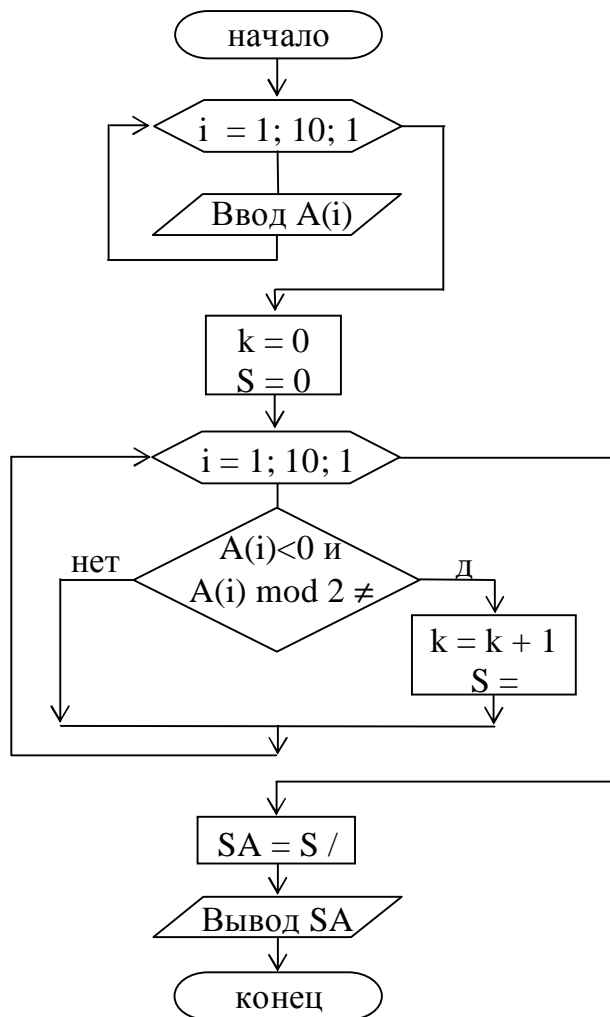 начало
i = 1; 10; 1
Ввод A(i)
k = 0
S = 0
i = 1; 10; 1
A(i)<0 и
A(i) mod 2 ≠
нет
д
k = k + 1
S =
SA = S /
Вывод SA
конец